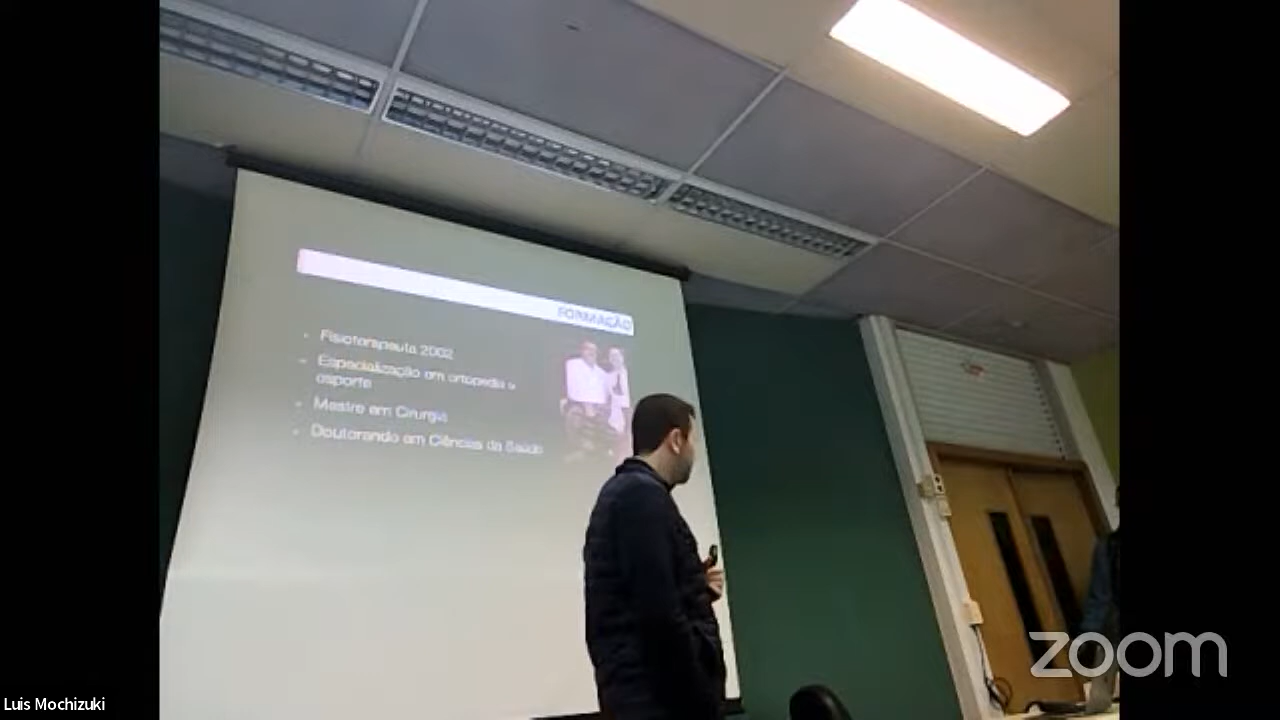 FORMAÇÃO
Fisioterapeuta 2002
Especialização em ortopedia e
esporte
Mestre em Cirurgia
Doutorando em Ciências da Saúde
zoom
Luis Mochizuki